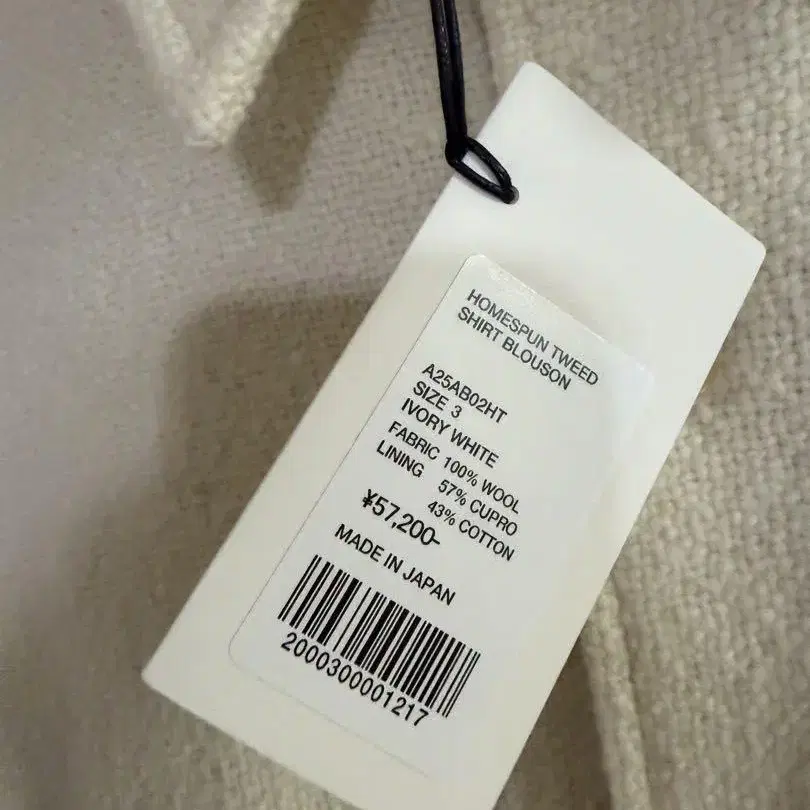 HOMESPUN TWEED
SHIRT BLOUSON
A25AB02HT
SIZE 3
IVORY WHITE
FABRIC 100% WOOL
LINING 57% CUPRO
43% COTTON
¥57,200-
MADE IN JAPAN
2000300001217